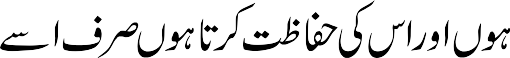 ہوں اور اس کی حفاظت کرتا ہوں صرف اسے